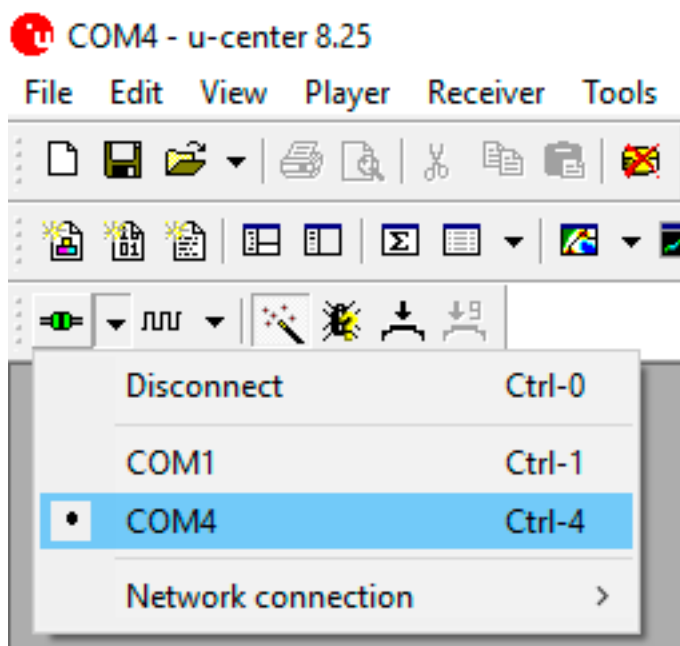 COM4 - u-center 8.25
File Edit View Player Receiver Tools
Disconnect Ctrl-0
COM1 Ctrl-1
COM4 Ctrl-4
Network connection